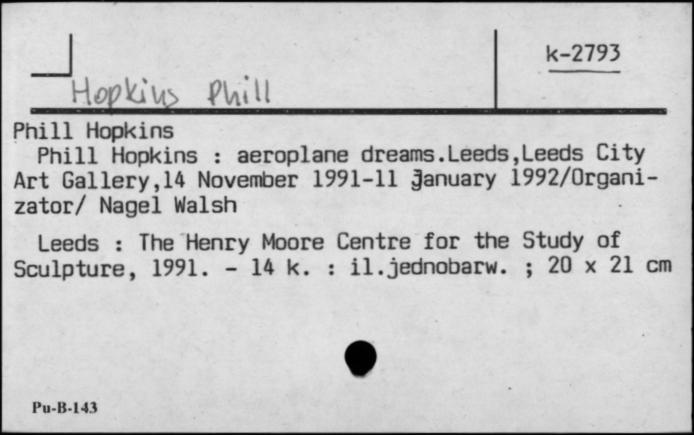 k-2793
Hopkins Phill
Phill Hopkins
Phill Hopkins : aeroplane dreams.Leeds,Leeds City
Art Gallery,14 November 1991-11 January 1992/Organi-
zator/ Nagel Walsh
Leeds : The Henry Moore Centre for the Study of
Sculpture, 1991. - 14 k. : il.jednobarw. ; 20 x 21 cm
Pu-B-143